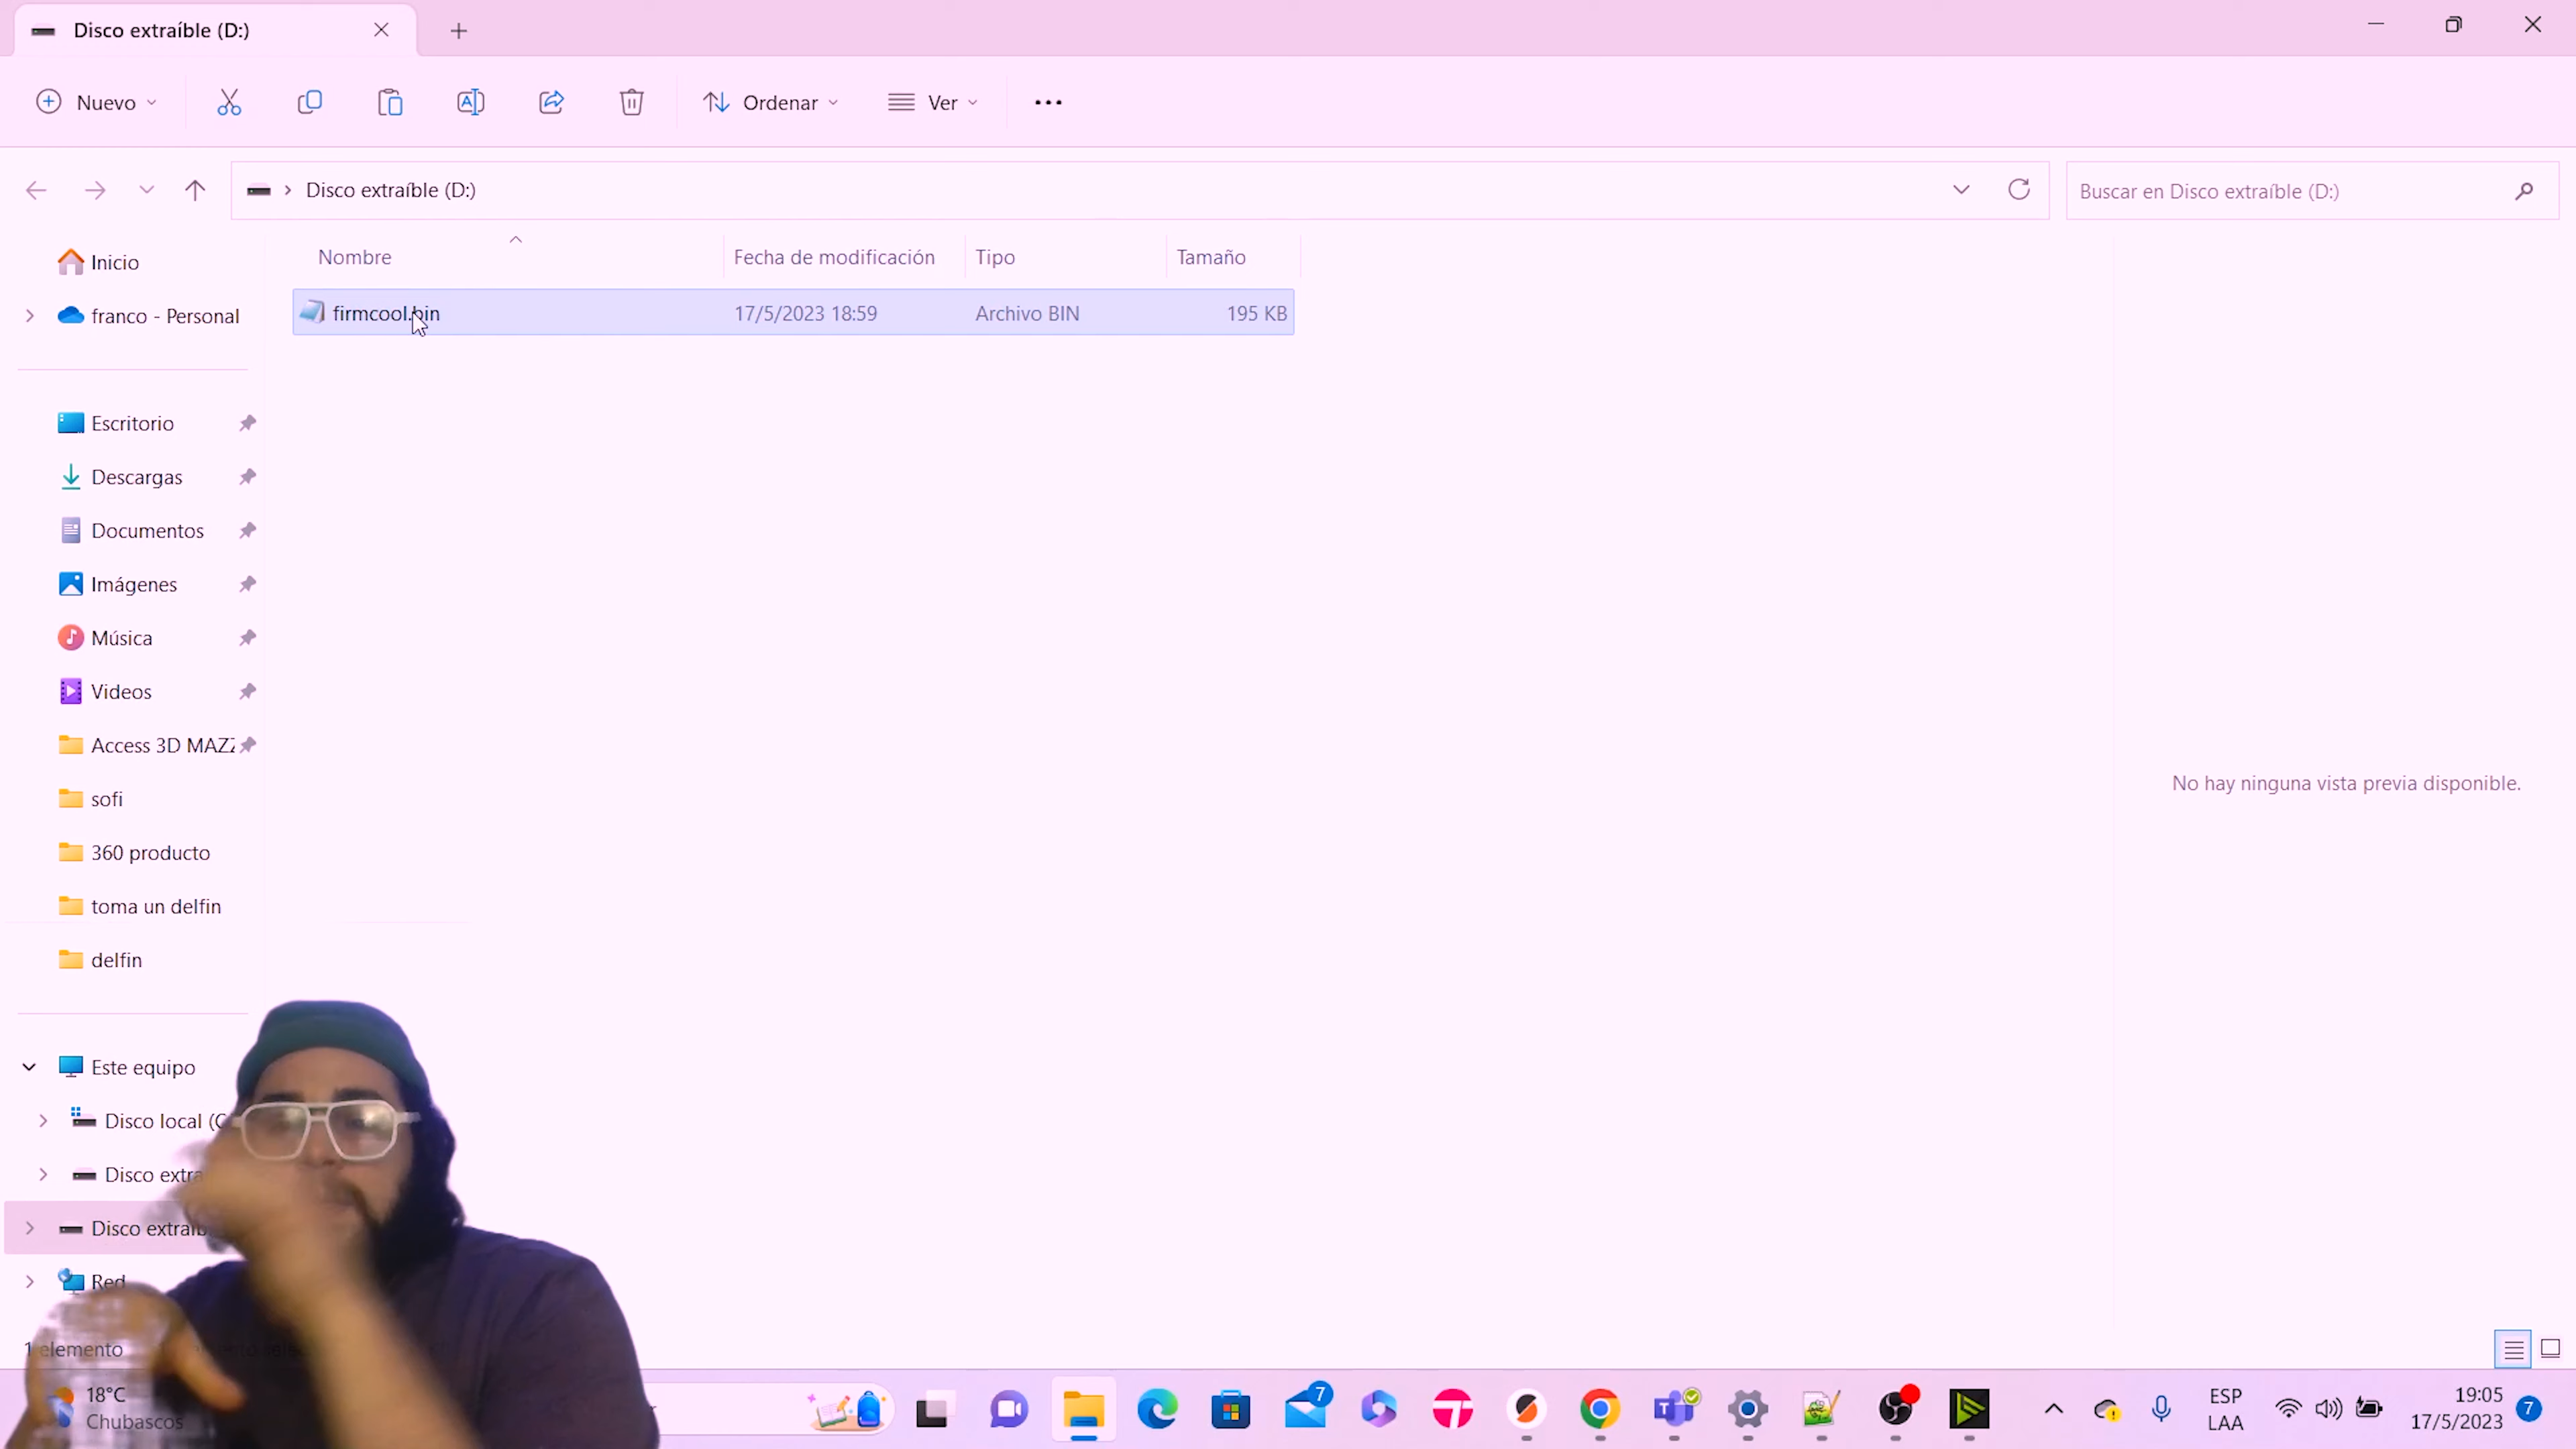 Disco extraíble (D:)
Nuevo
Ordenar
Ver
Disco extraíble (D:)
Buscar en Disco extraíble (D:)
Nombre
Fecha de modificación
Tipo
Tamaño
firmcool.bin
17/5/2023 18:59
Archivo BIN
195 KB
Inicio
franco - Personal
Escritorio
Descargas
Documentos
Imágenes
Música
Videos
Access 3D MAZZ
sofi
360 producto
toma un delfin
delfin
No hay ninguna vista previa disponible.
Este equipo
Disco local (C
Disco extra
Disco extraíb
Red
1 elemento
18°C
Chubascos
7
ESP
LAA
19:05
17/5/2023
7